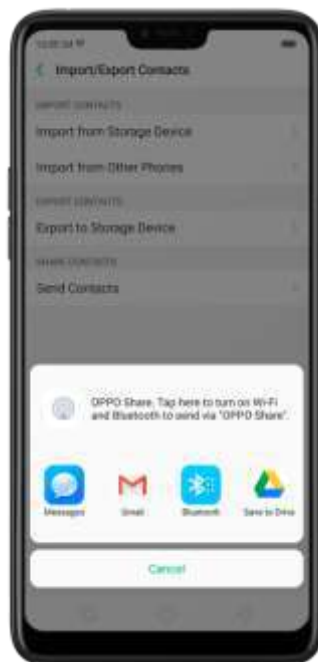 Import/Export Contacts
IMPORT CONTACTS
Import from Storage Device
Import from Other Phones
EXPORT CONTACTS
Export to Storage Device
SHARE CONTACTS
Send Contacts
OPPO Share. Tap here to turn on Wi-Fi
and Bluetooth to send via "OPPO Share".
Messages
Gmail
Bluetooth
Save to Drive
Cancel